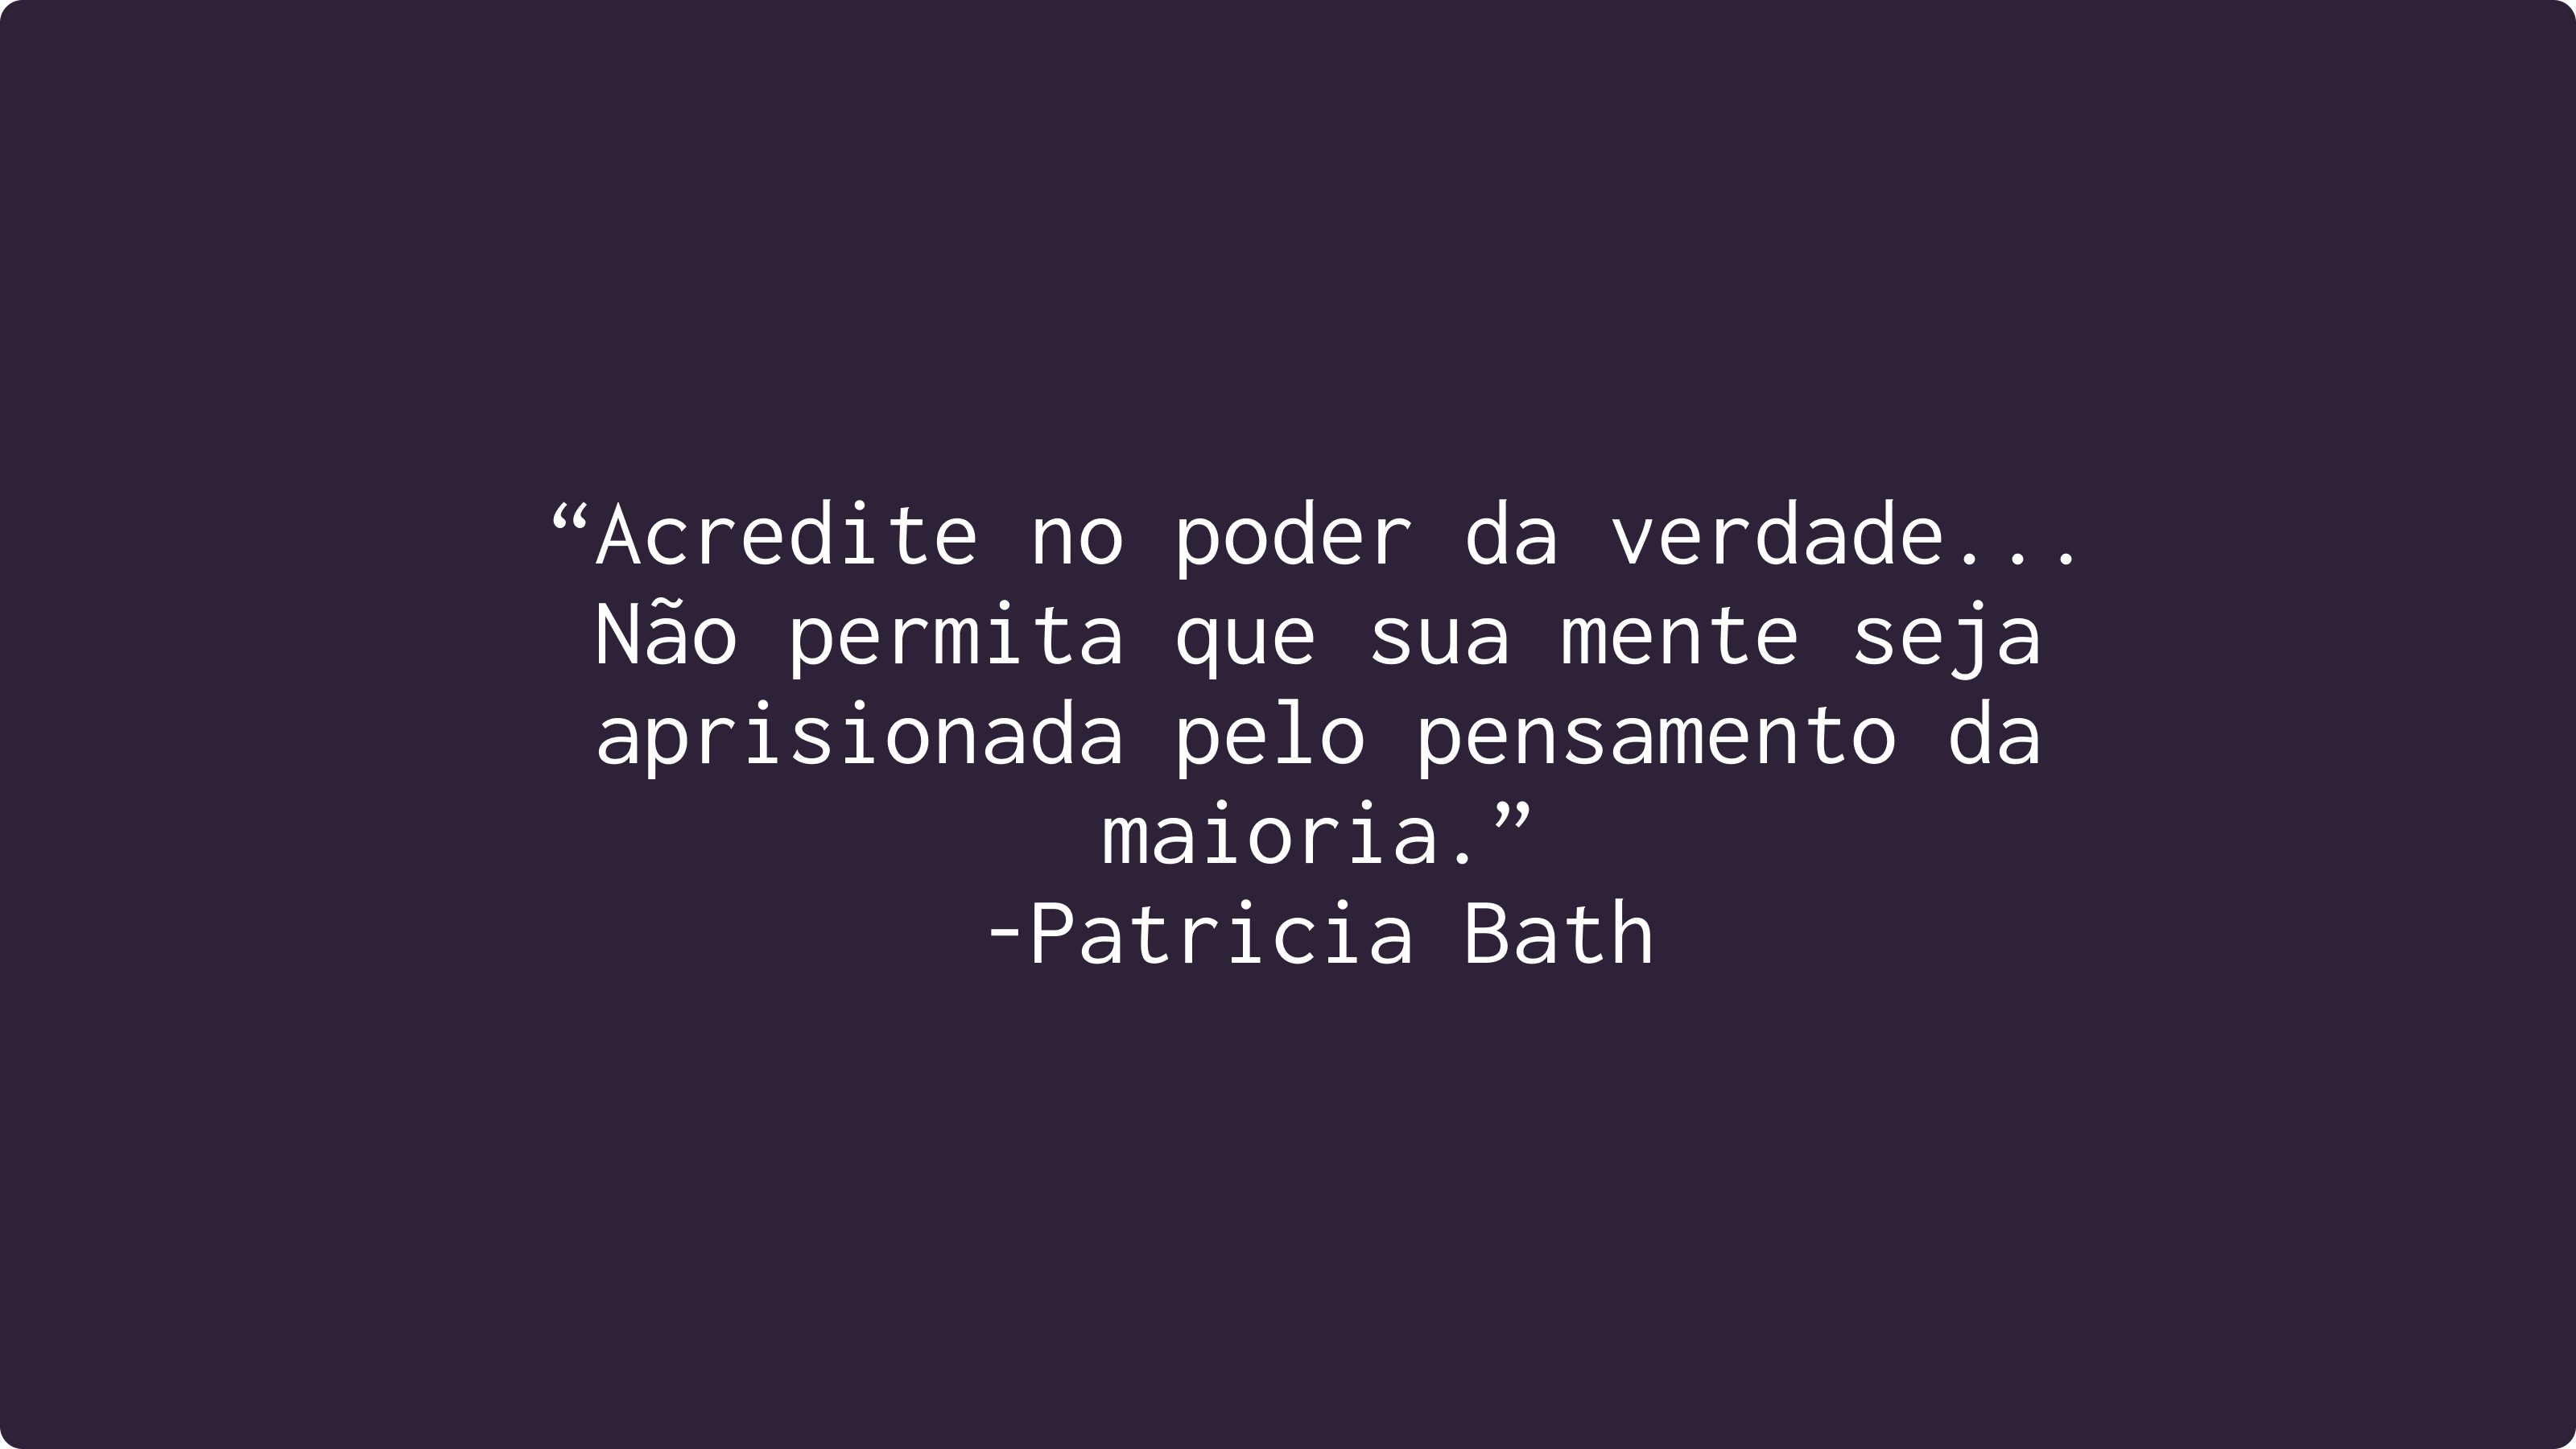 “Acredite no poder da verdade...
Não permita que sua mente seja
aprisionada pelo pensamento da
maioria.”
-Patricia Bath